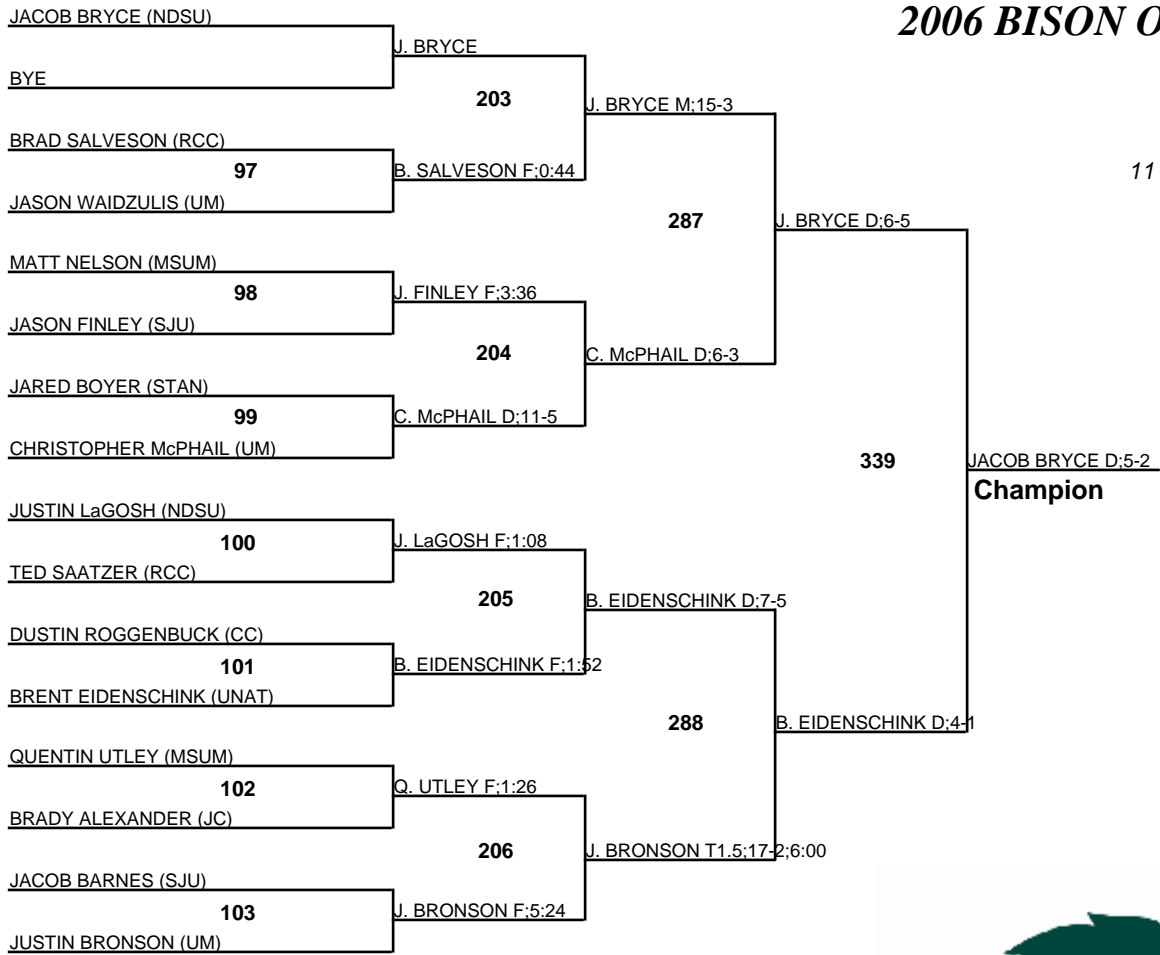 JACOB BRYCE (NDSU)
2006 BISON O
J. BRYCE
BYE
203
J. BRYCE M;15-3
BRAD SALVESON (RCC)
97
B. SALVESON F;0:44
11
JASON WAIDZULIS (UM)
287
J. BRYCE D;6-5
MATT NELSON (MSUM)
98
J. FINLEY F;3:36
JASON FINLEY (SJU)
204
C. McPHAIL D;6-3
JARED BOYER (STAN)
99
C. McPHAIL D;11-5
CHRISTOPHER McPHAIL (UM)
339
JACOB BRYCE D;5-2
Champion
JUSTIN LaGOSH (NDSU)
100
J. LaGOSH F;1:08
TED SAATZER (RCC)
205
B. EIDENSCHINK D;7-5
DUSTIN ROGGENBUCK (CC)
101
B. EIDENSCHINK F;1:52
BRENT EIDENSCHINK (UNAT)
288
B. EIDENSCHINK D;4-1
QUENTIN UTLEY (MSUM)
102
Q. UTLEY F;1:26
BRADY ALEXANDER (JC)
206
J. BRONSON T1.5;17-2;6:00
JACOB BARNES (SJU)
103
J. BRONSON F;5:24
JUSTIN BRONSON (UM)